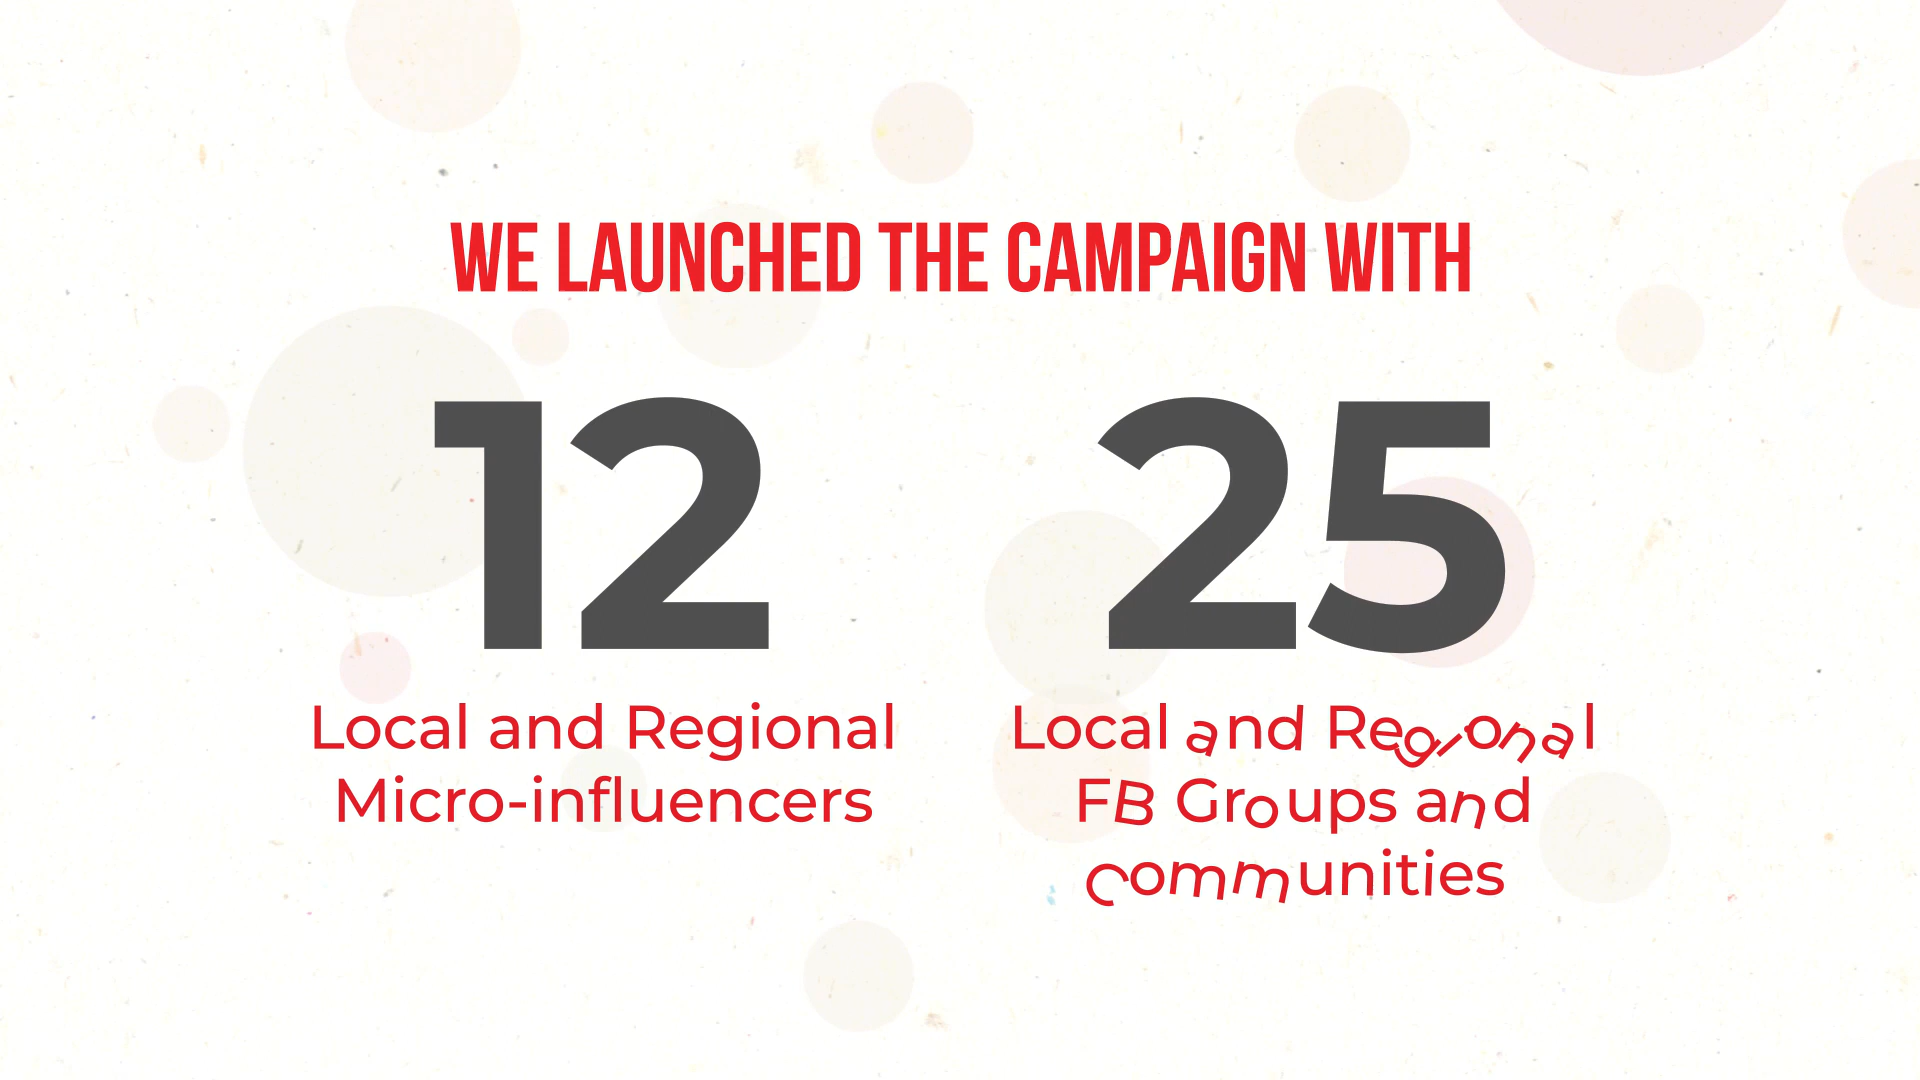 WE LAUNCHED THE CAMPAIGN WITH
12
Local and Regional
Micro-influencers
25
Local and Regional
FB Groups and
communities